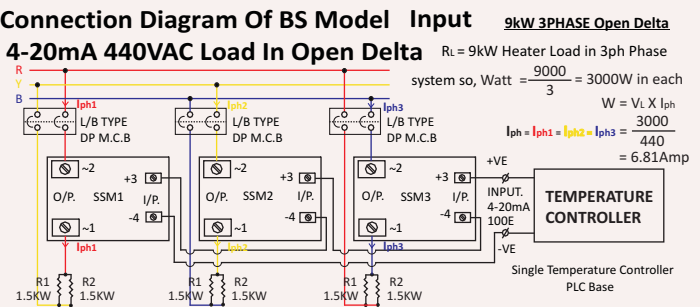 Connection Diagram Of BS Model Input
4-20mA 440VAC Load In Open Delta
9kW 3PHASE Open Delta
RL = 9kW Heater Load in 3ph Phase
system so, Watt = 9000 / 3 = 3000W in each
W = VL X Iph
Iph = Iph1 = Iph2 = Iph3 = 3000 / 440
= 6.81Amp
R
Y
B
Iph1
L/B TYPE
DP M.C.B
Iph2
L/B TYPE
DP M.C.B
Iph3
L/B TYPE
DP M.C.B
~2
+3
O/P. SSM1 I/P.
-4
~1
Iph1
~2
+3
O/P. SSM2 I/P.
-4
~1
Iph2
~2
+3
O/P. SSM3 I/P.
-4
~1
Iph3
+VE
INPUT.
4-20mA
100E
-VE
TEMPERATURE
CONTROLLER
Single Temperature Controller
PLC Base
R1 R2
1.5KW 1.5KW
R1 R2
1.5KW 1.5KW
R1 R2
1.5KW 1.5KW